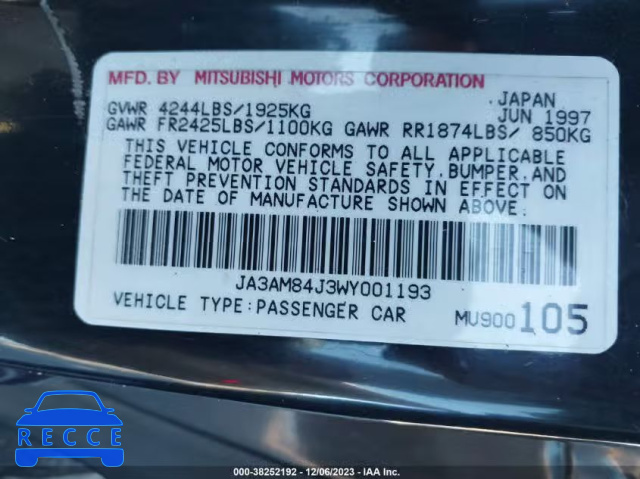 MFD. BY MITSUBISHI MOTORS CORPORATION
, JAPAN
GVWR 4244LBS/1925KG JUN 1997
GAWR FR2425LBS/1100KG GAWR RR1874LBS/ 850KG
THIS VEHICLE CONFORMS TO ALL APPLICABLE
FEDERAL MOTOR VEHICLE SAFETY, BUMPER, AND
THEFT PREVENTION STANDARDS IN EFFECT ON
THE DATE OF MANUFACTURE SHOWN ABOVE.
JA3AM84J3WY001193
VEHICLE TYPE:PASSENGER CAR MU900105
RECCE
000-38252192 - 12/06/2023 - IAA Inc.